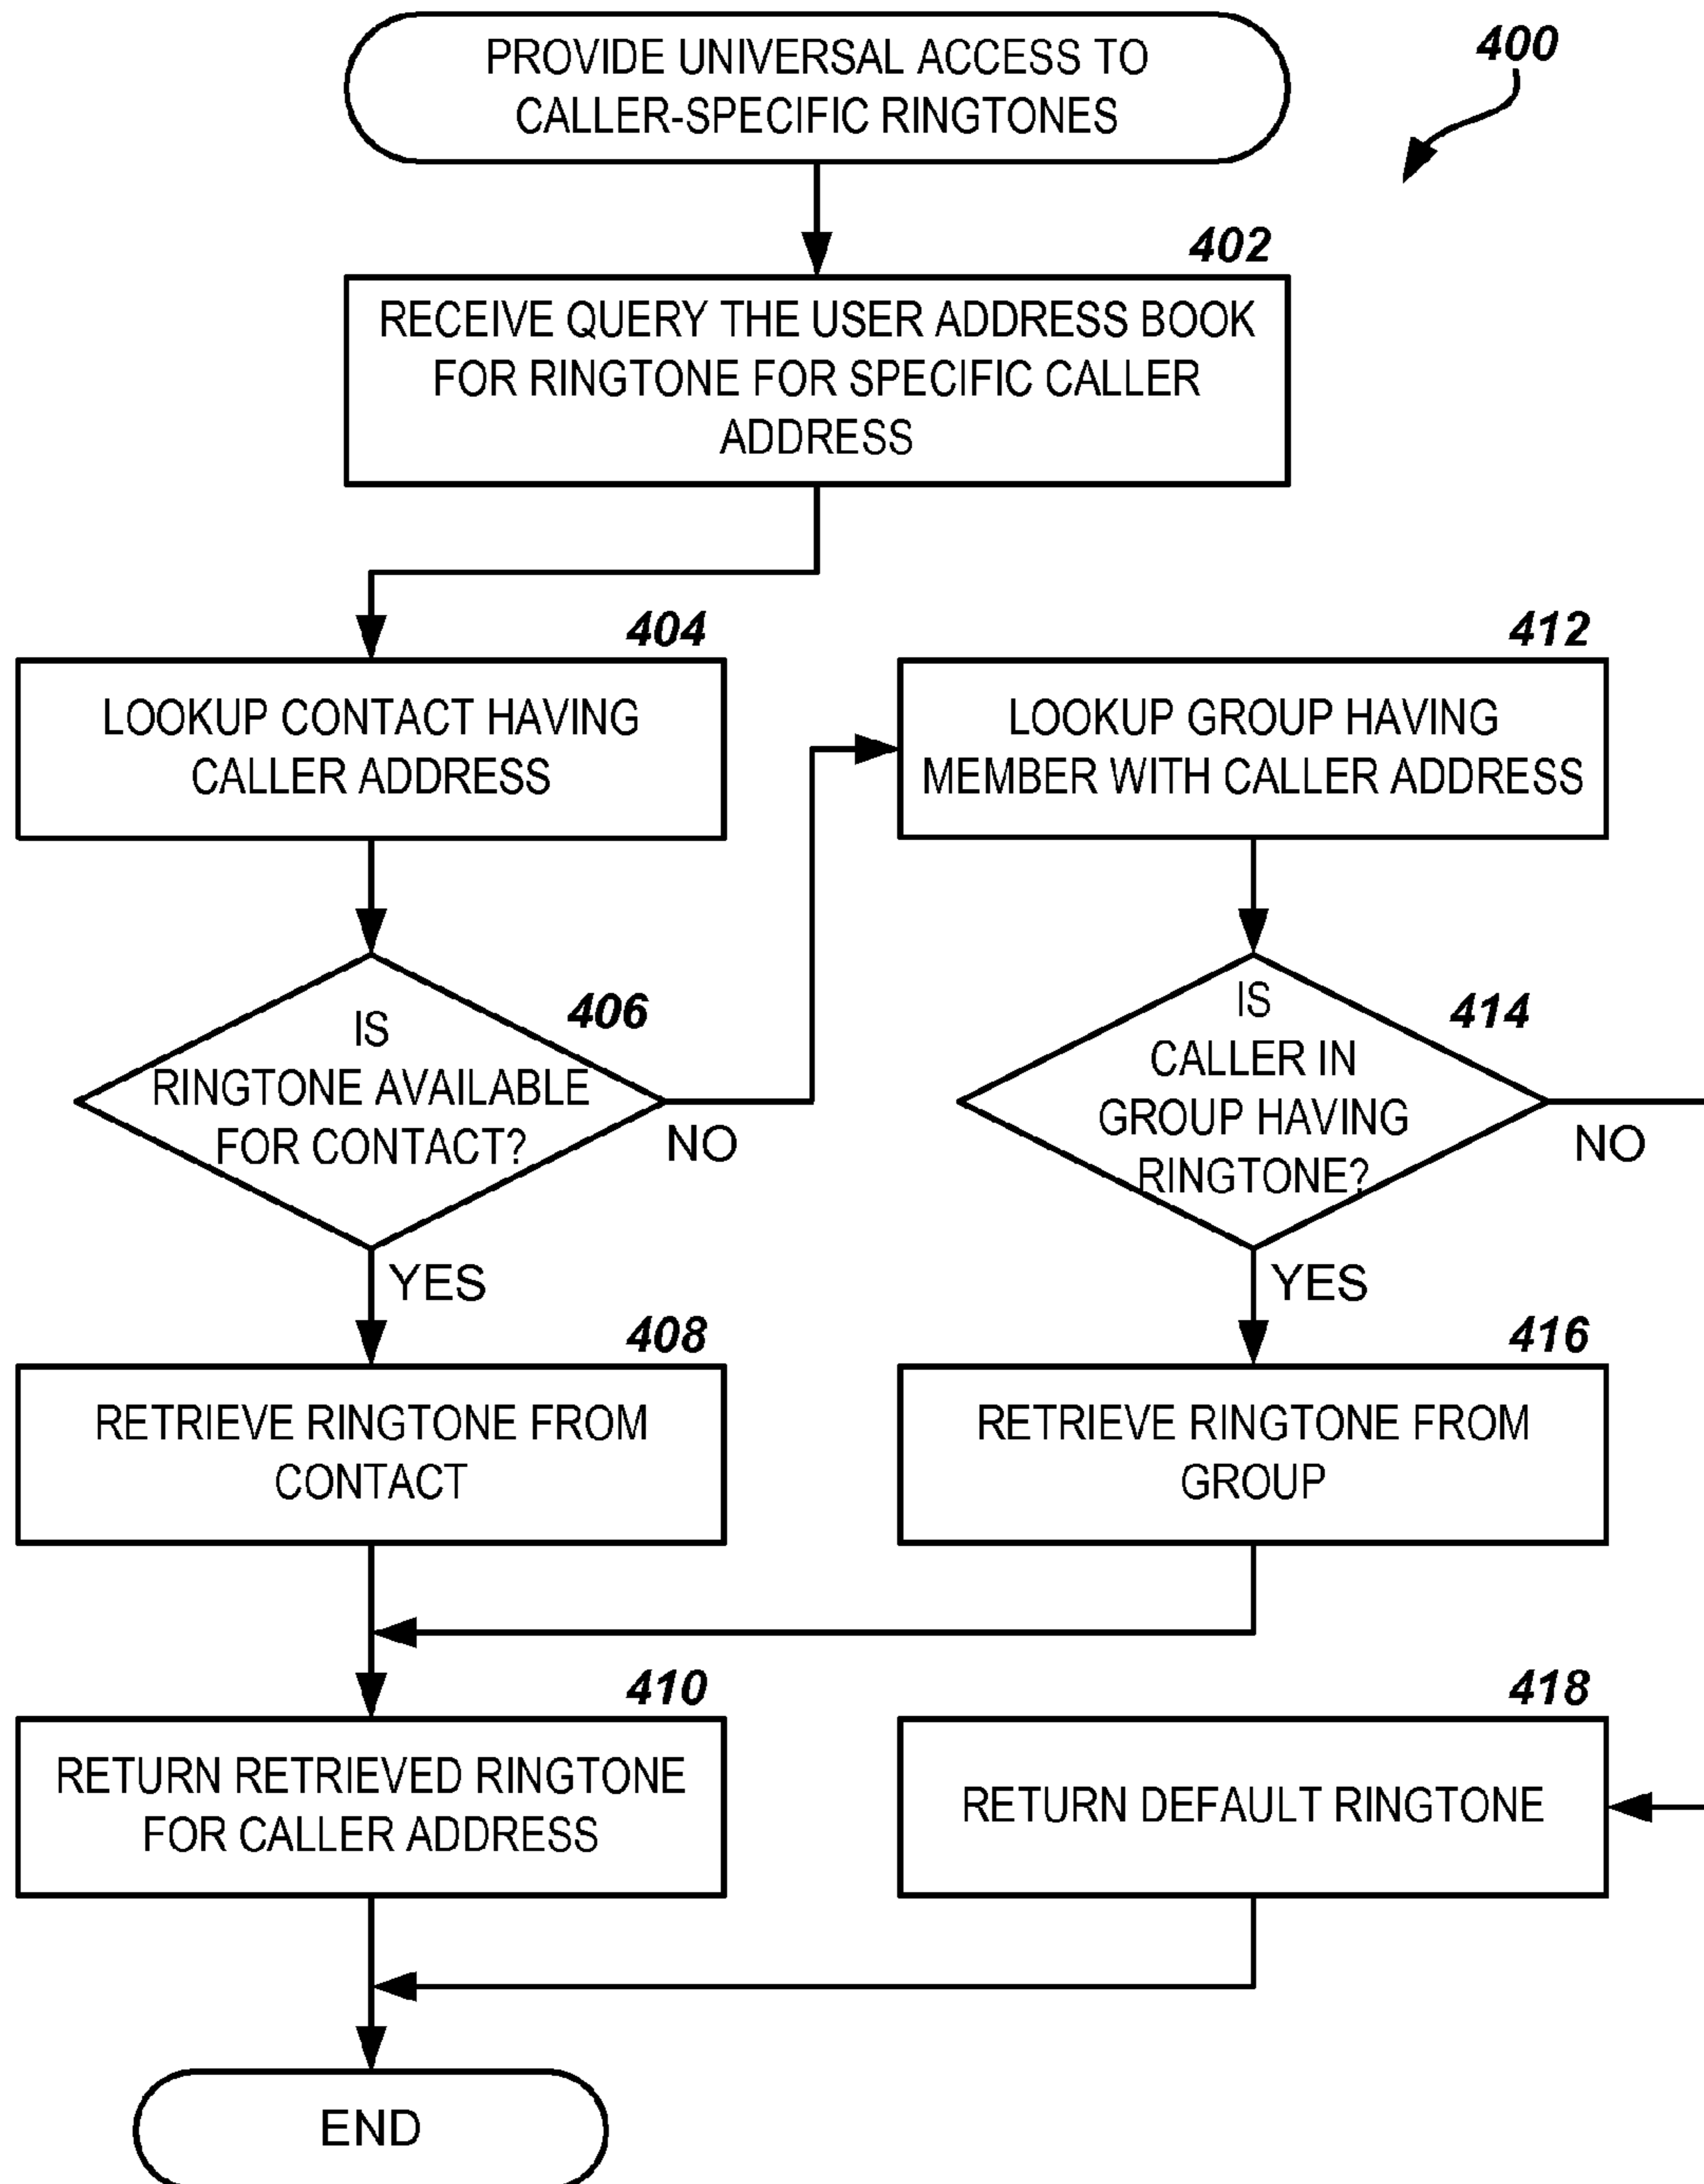 PROVIDE UNIVERSAL ACCESS TO
CALLER-SPECIFIC RINGTONES
400
402
RECEIVE QUERY THE USER ADDRESS BOOK
FOR RINGTONE FOR SPECIFIC CALLER
ADDRESS
404
LOOKUP CONTACT HAVING
CALLER ADDRESS
412
LOOKUP GROUP HAVING
MEMBER WITH CALLER ADDRESS
406
IS
RINGTONE AVAILABLE
FOR CONTACT?
NO
YES
414
IS
CALLER IN
GROUP HAVING
RINGTONE?
NO
YES
408
RETRIEVE RINGTONE FROM
CONTACT
416
RETRIEVE RINGTONE FROM
GROUP
410
RETURN RETRIEVED RINGTONE
FOR CALLER ADDRESS
418
RETURN DEFAULT RINGTONE
END